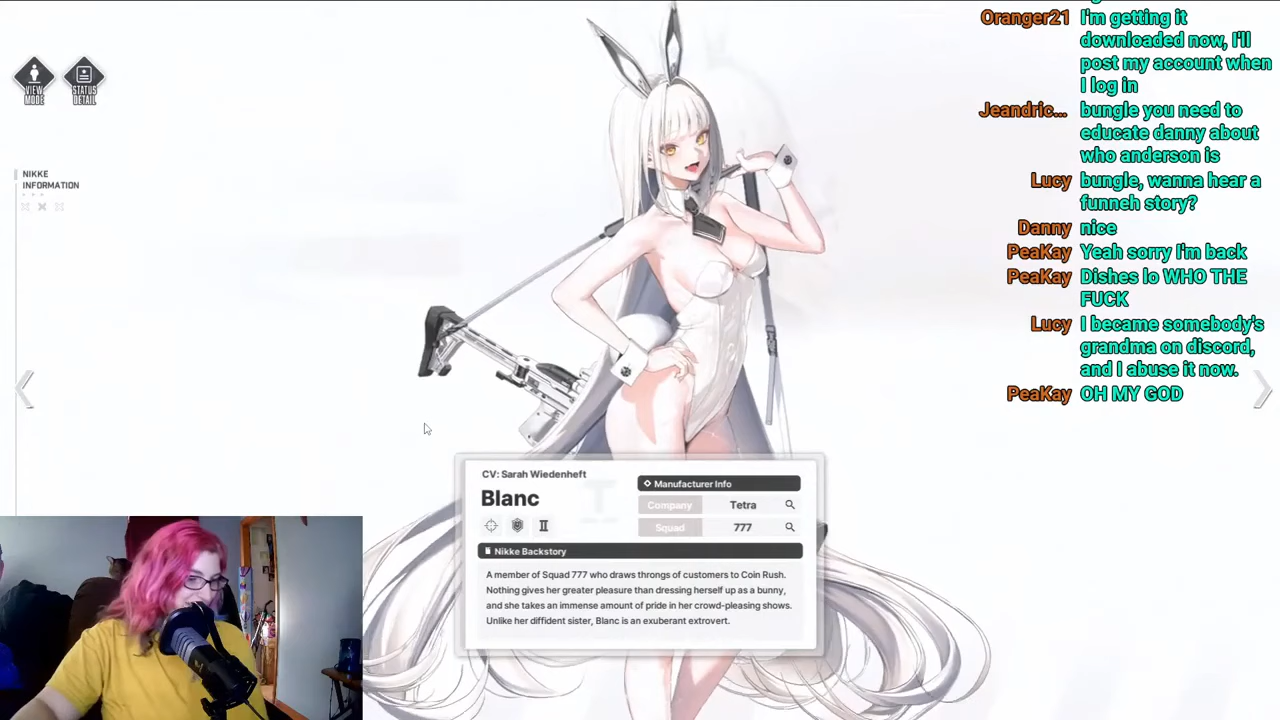 VIEW
MODE
STATUS
DETAIL
NIKKE
INFORMATION
CV: Sarah Wiedenheft
Blanc
II
Manufacturer Info
Company Tetra
Squad 777
Nikke Backstory
A member of Squad 777 who draws throngs of customers to Coin Rush.
Nothing gives her greater pleasure than dressing herself up as a bunny,
and she takes an immense amount of pride in her crowd-pleasing shows.
Unlike her diffident sister, Blanc is an exuberant extrovert.
Oranger21 I'm getting it
downloaded now, I'll
post my account when
I log in
Jeandric... bungle you need to
educate danny about
who anderson is
Lucy bungle, wanna hear a
funneh story?
Danny nice
PeaKay Yeah sorry I'm back
PeaKay Dishes lo WHO THE
FUCK
Lucy I became somebody's
grandma on discord,
and I abuse it now.
PeaKay OH MY GOD